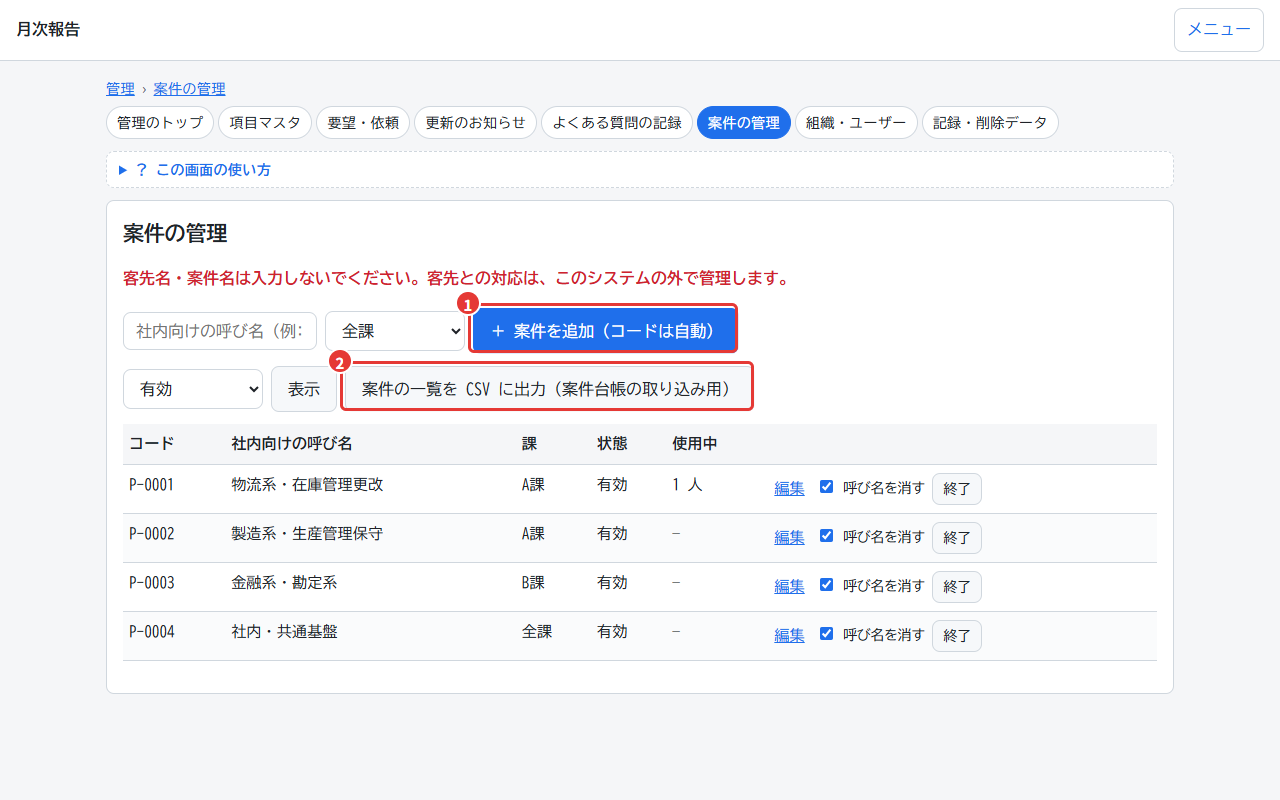 月次報告
メニュー
管理 › 案件の管理
管理のトップ 項目マスタ 要望・依頼 更新のお知らせ よくある質問の記録 案件の管理 組織・ユーザー 記録・削除データ
▶ ? この画面の使い方
案件の管理
客先名・案件名は入力しないでください。客先との対応は、このシステムの外で管理します。
社内向けの呼び名（例: 全課 1 ＋ 案件を追加（コードは自動）
有効 表示 2 案件の一覧を CSV に出力（案件台帳の取り込み用）
コード 社内向けの呼び名 課 状態 使用中
P-0001 物流系・在庫管理更改 A課 有効 1 人 編集 呼び名を消す 終了
P-0002 製造系・生産管理保守 A課 有効 – 編集 呼び名を消す 終了
P-0003 金融系・勘定系 B課 有効 – 編集 呼び名を消す 終了
P-0004 社内・共通基盤 全課 有効 – 編集 呼び名を消す 終了